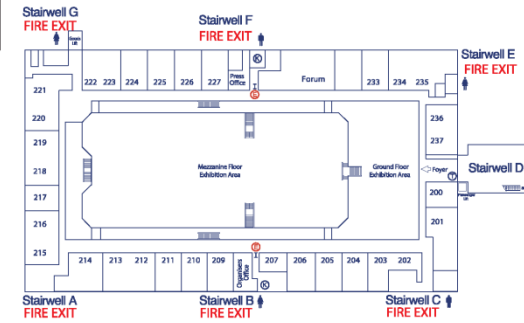 Stairwell G
FIRE EXIT
Stairwell F
FIRE EXIT
Stairwell E
FIRE EXIT
Goods
Lift
K
222 223 224 225 226 227
Press
Office
Forum
233 234 235
221
220
219
218
217
216
215
236
237
Mezzanine Floor
Exhibition Area
Ground Floor
Exhibition Area
Foyer
T
Stairwell D
200
201
214 213 212 211 210 209
Organisers
Office
207 206 205 204 203 202
K
Stairwell A
FIRE EXIT
Stairwell B
FIRE EXIT
Stairwell C
FIRE EXIT